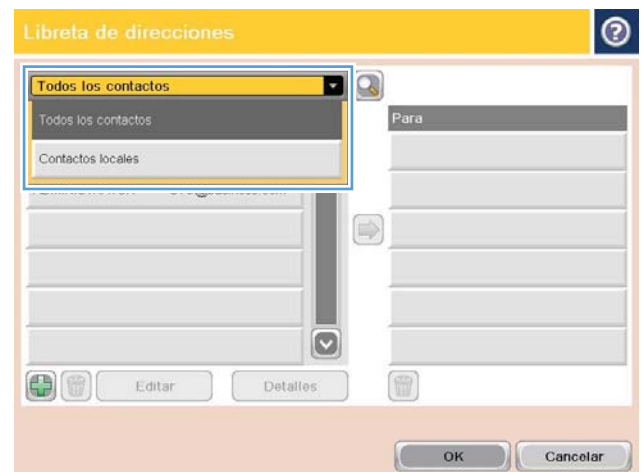 Libreta de direcciones
Todos los contactos
Todos los contactos
Contactos locales
Para
Editar
Detalles
OK
Cancelar